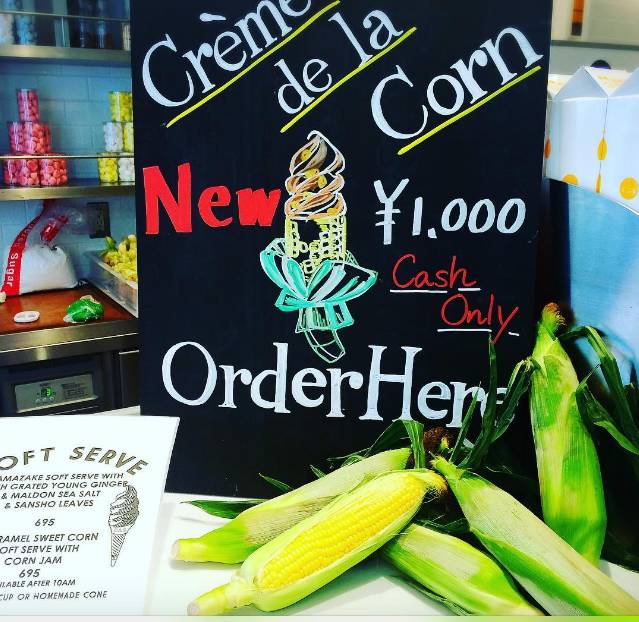 Crème
de la
Corn
New
¥1,000
Cash
Only
Order Here
Sugar
OFT SERVE
AMAZAKE SOFT SERVE WITH
H GRATED YOUNG GINGER
& MALDON SEA SALT
& SANSHO LEAVES
695
RAMEL SWEET CORN
OFT SERVE WITH
CORN JAM
695
AILABLE AFTER 10AM
CUP OR HOMEMADE CONE